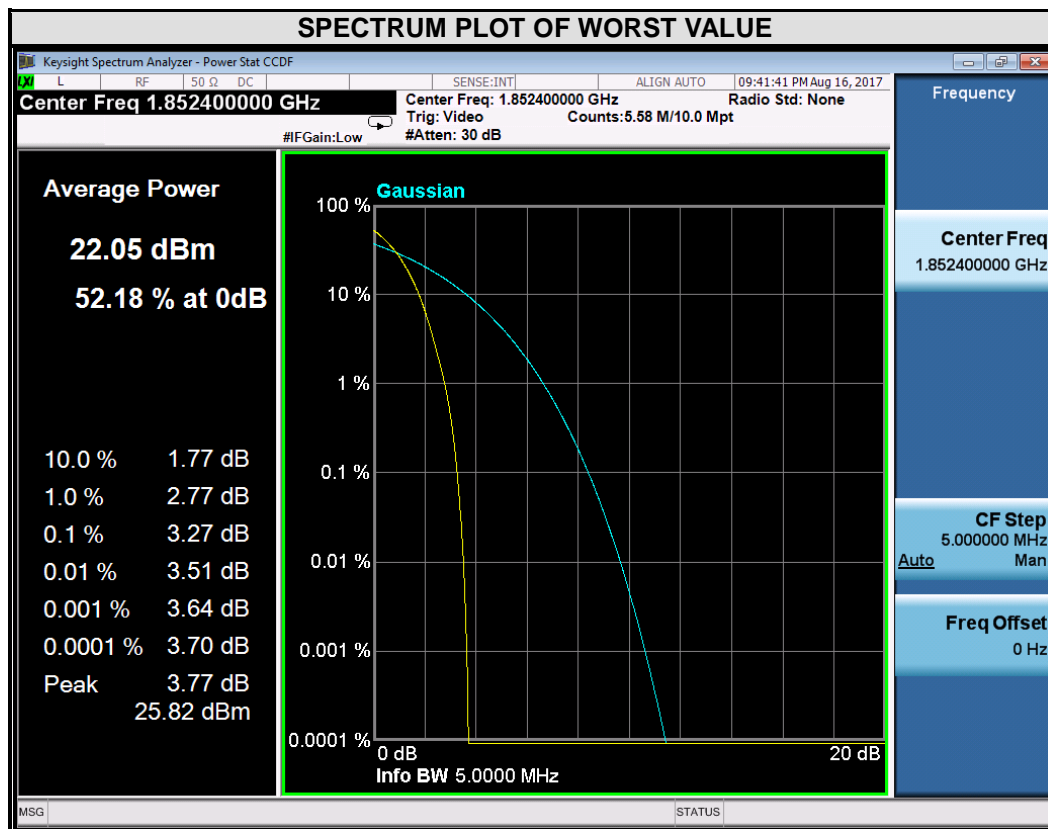 SPECTRUM PLOT OF WORST VALUE
Keysight Spectrum Analyzer - Power Stat CCDF
LXI L RF 50 Ω DC SENSE:INT ALIGN AUTO 09:41:41 PM Aug 16, 2017
Center Freq 1.852400000 GHz
#IFGain:Low
Center Freq: 1.852400000 GHz Radio Std: None
Trig: Video Counts:5.58 M/10.0 Mpt
#Atten: 30 dB
Average Power
22.05 dBm
52.18 % at 0dB
10.0 % 1.77 dB
1.0 % 2.77 dB
0.1 % 3.27 dB
0.01 % 3.51 dB
0.001 % 3.64 dB
0.0001 % 3.70 dB
Peak 3.77 dB
25.82 dBm
Gaussian
100 %
10 %
1 %
0.1 %
0.01 %
0.001 %
0.0001 %
0 dB 20 dB
Info BW 5.0000 MHz
Frequency
Center Freq
1.852400000 GHz
CF Step
5.000000 MHz
Auto Man
Freq Offset
0 Hz
MSG STATUS